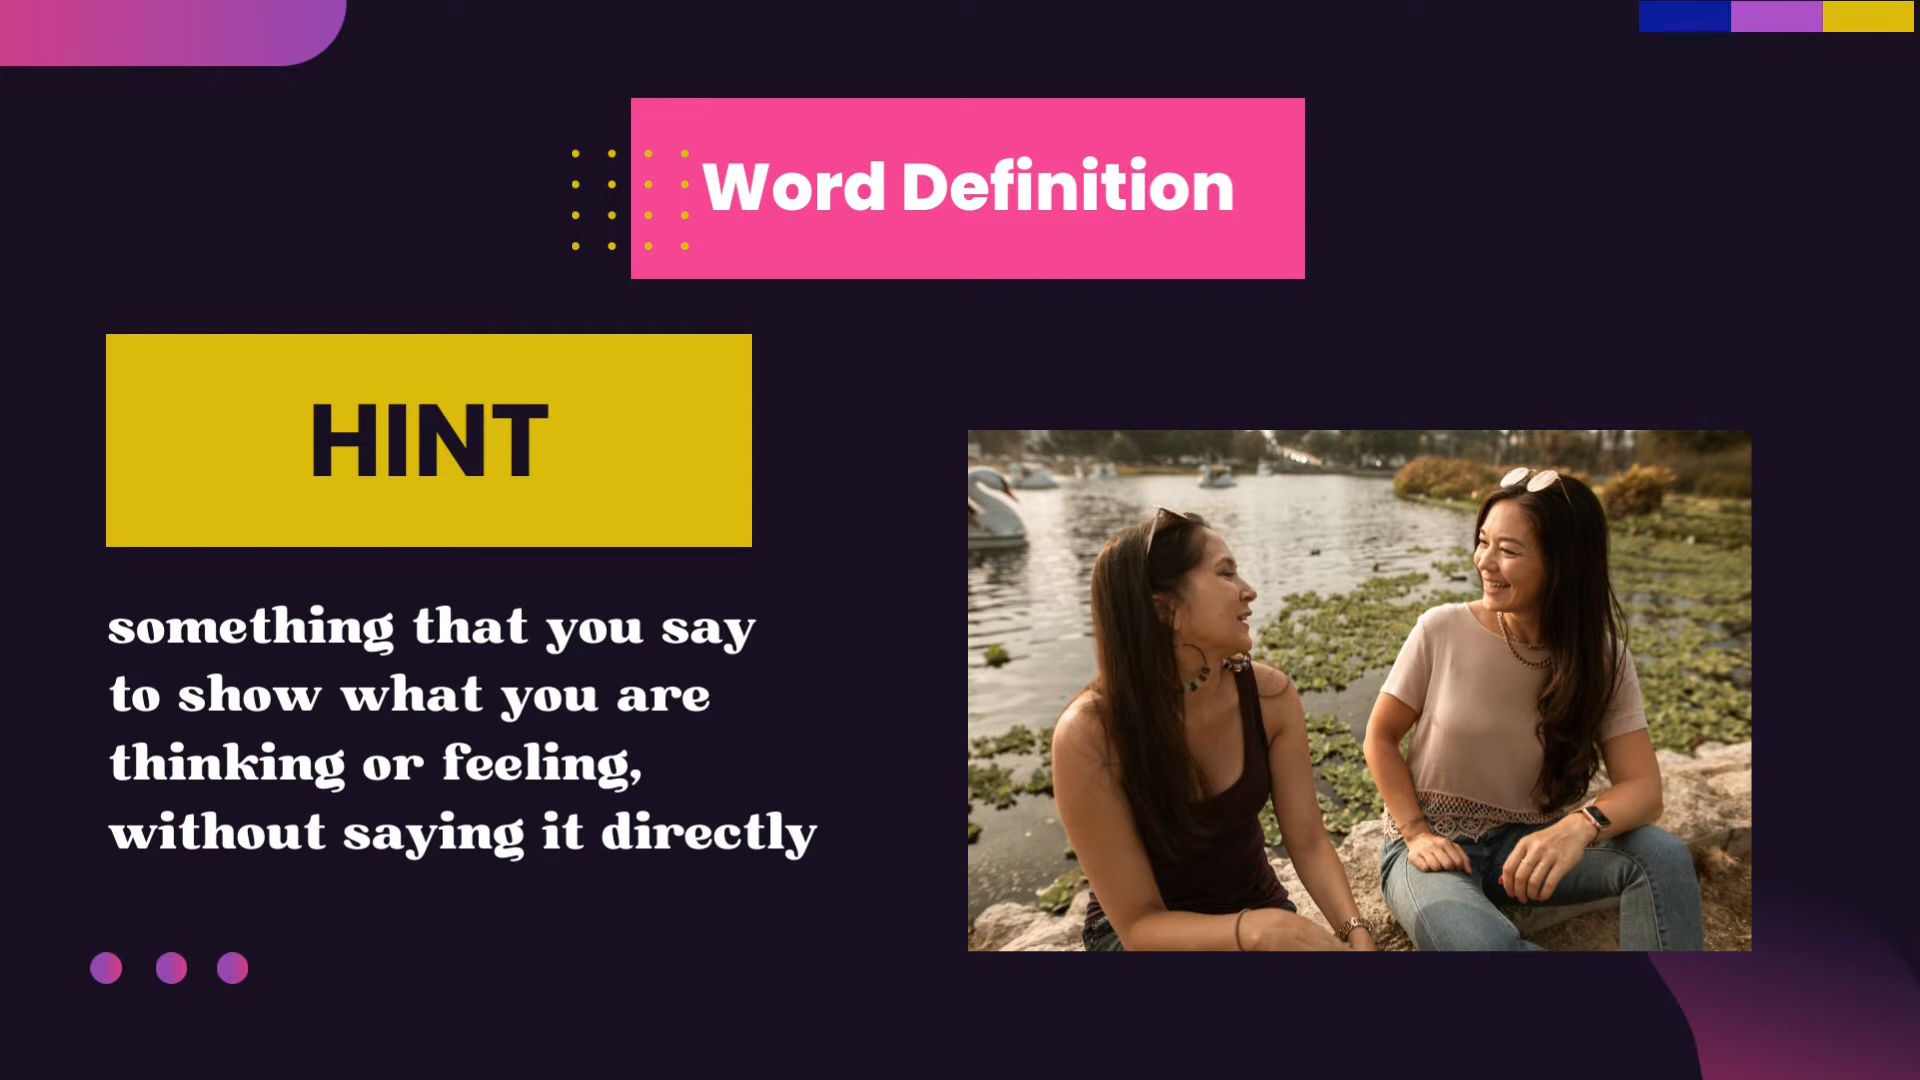 Word Definition
HINT
something that you say
to show what you are
thinking or feeling,
without saying it directly